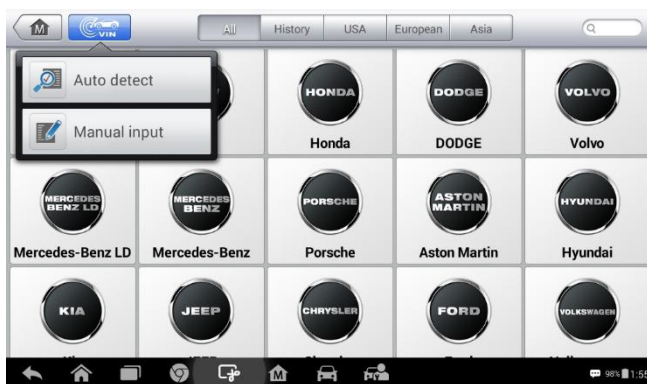 M
VIN
All
History
USA
European
Asia
Auto detect
Manual input
HONDA
DODGE
VOLVO
Honda
DODGE
Volvo
MERCEDES
BENZ LD
MERCEDES
BENZ
PORSCHE
ASTON
MARTIN
HYUNDAI
Mercedes-Benz LD
Mercedes-Benz
Porsche
Aston Martin
Hyundai
KIA
JEEP
CHRYSLER
FORD
VOLKSWAGEN
M
98%
1:55